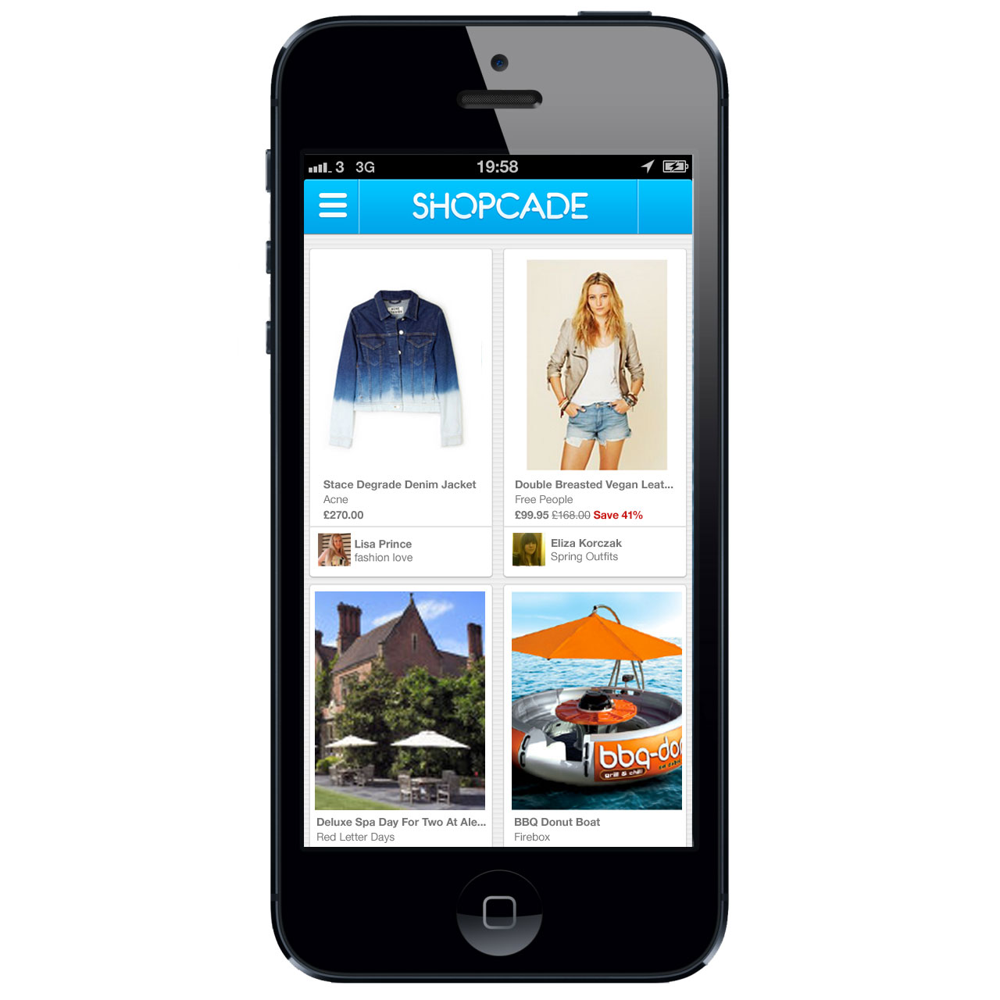 3 3G 19:58
SHOPCADE
Stace Degrade Denim Jacket
Acne
£270.00
Lisa Prince
fashion love
Double Breasted Vegan Leat...
Free People
£99.95 £168.00 Save 41%
Eliza Korczak
Spring Outfits
bbq-do
grill & chill
Deluxe Spa Day For Two At Ale...
Red Letter Days
BBQ Donut Boat
Firebox